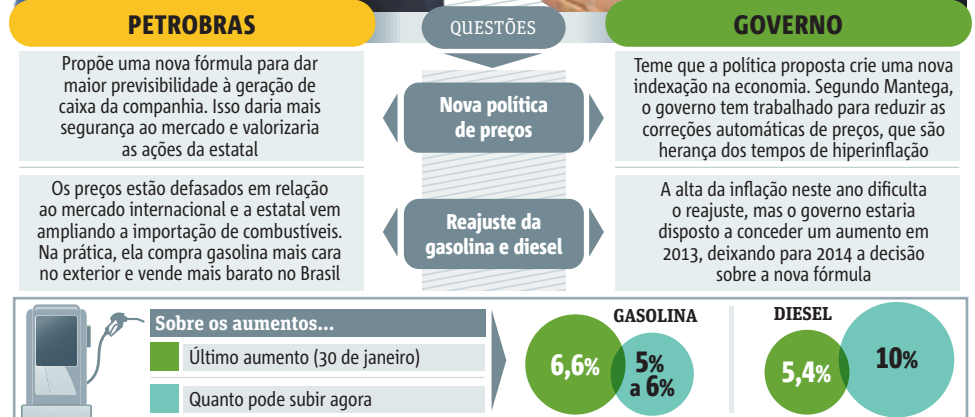 PETROBRAS
QUESTÕES
GOVERNO
Propõe uma nova fórmula para dar
maior previsibilidade à geração de
caixa da companhia. Isso daria mais
segurança ao mercado e valorizaria
as ações da estatal
Nova política
de preços
Teme que a política proposta crie uma nova
indexação na economia. Segundo Mantega,
o governo tem trabalhado para reduzir as
correções automáticas de preços, que são
herança dos tempos de hiperinflação
Os preços estão defasados em relação
ao mercado internacional e a estatal vem
ampliando a importação de combustíveis.
Na prática, ela compra gasolina mais cara
no exterior e vende mais barato no Brasil
Reajuste da
gasolina e diesel
A alta da inflação neste ano dificulta
o reajuste, mas o governo estaria
disposto a conceder um aumento em
2013, deixando para 2014 a decisão
sobre a nova fórmula
Sobre os aumentos...
Último aumento (30 de janeiro)
Quanto pode subir agora
GASOLINA
6,6%
5%
a 6%
DIESEL
5,4%
10%